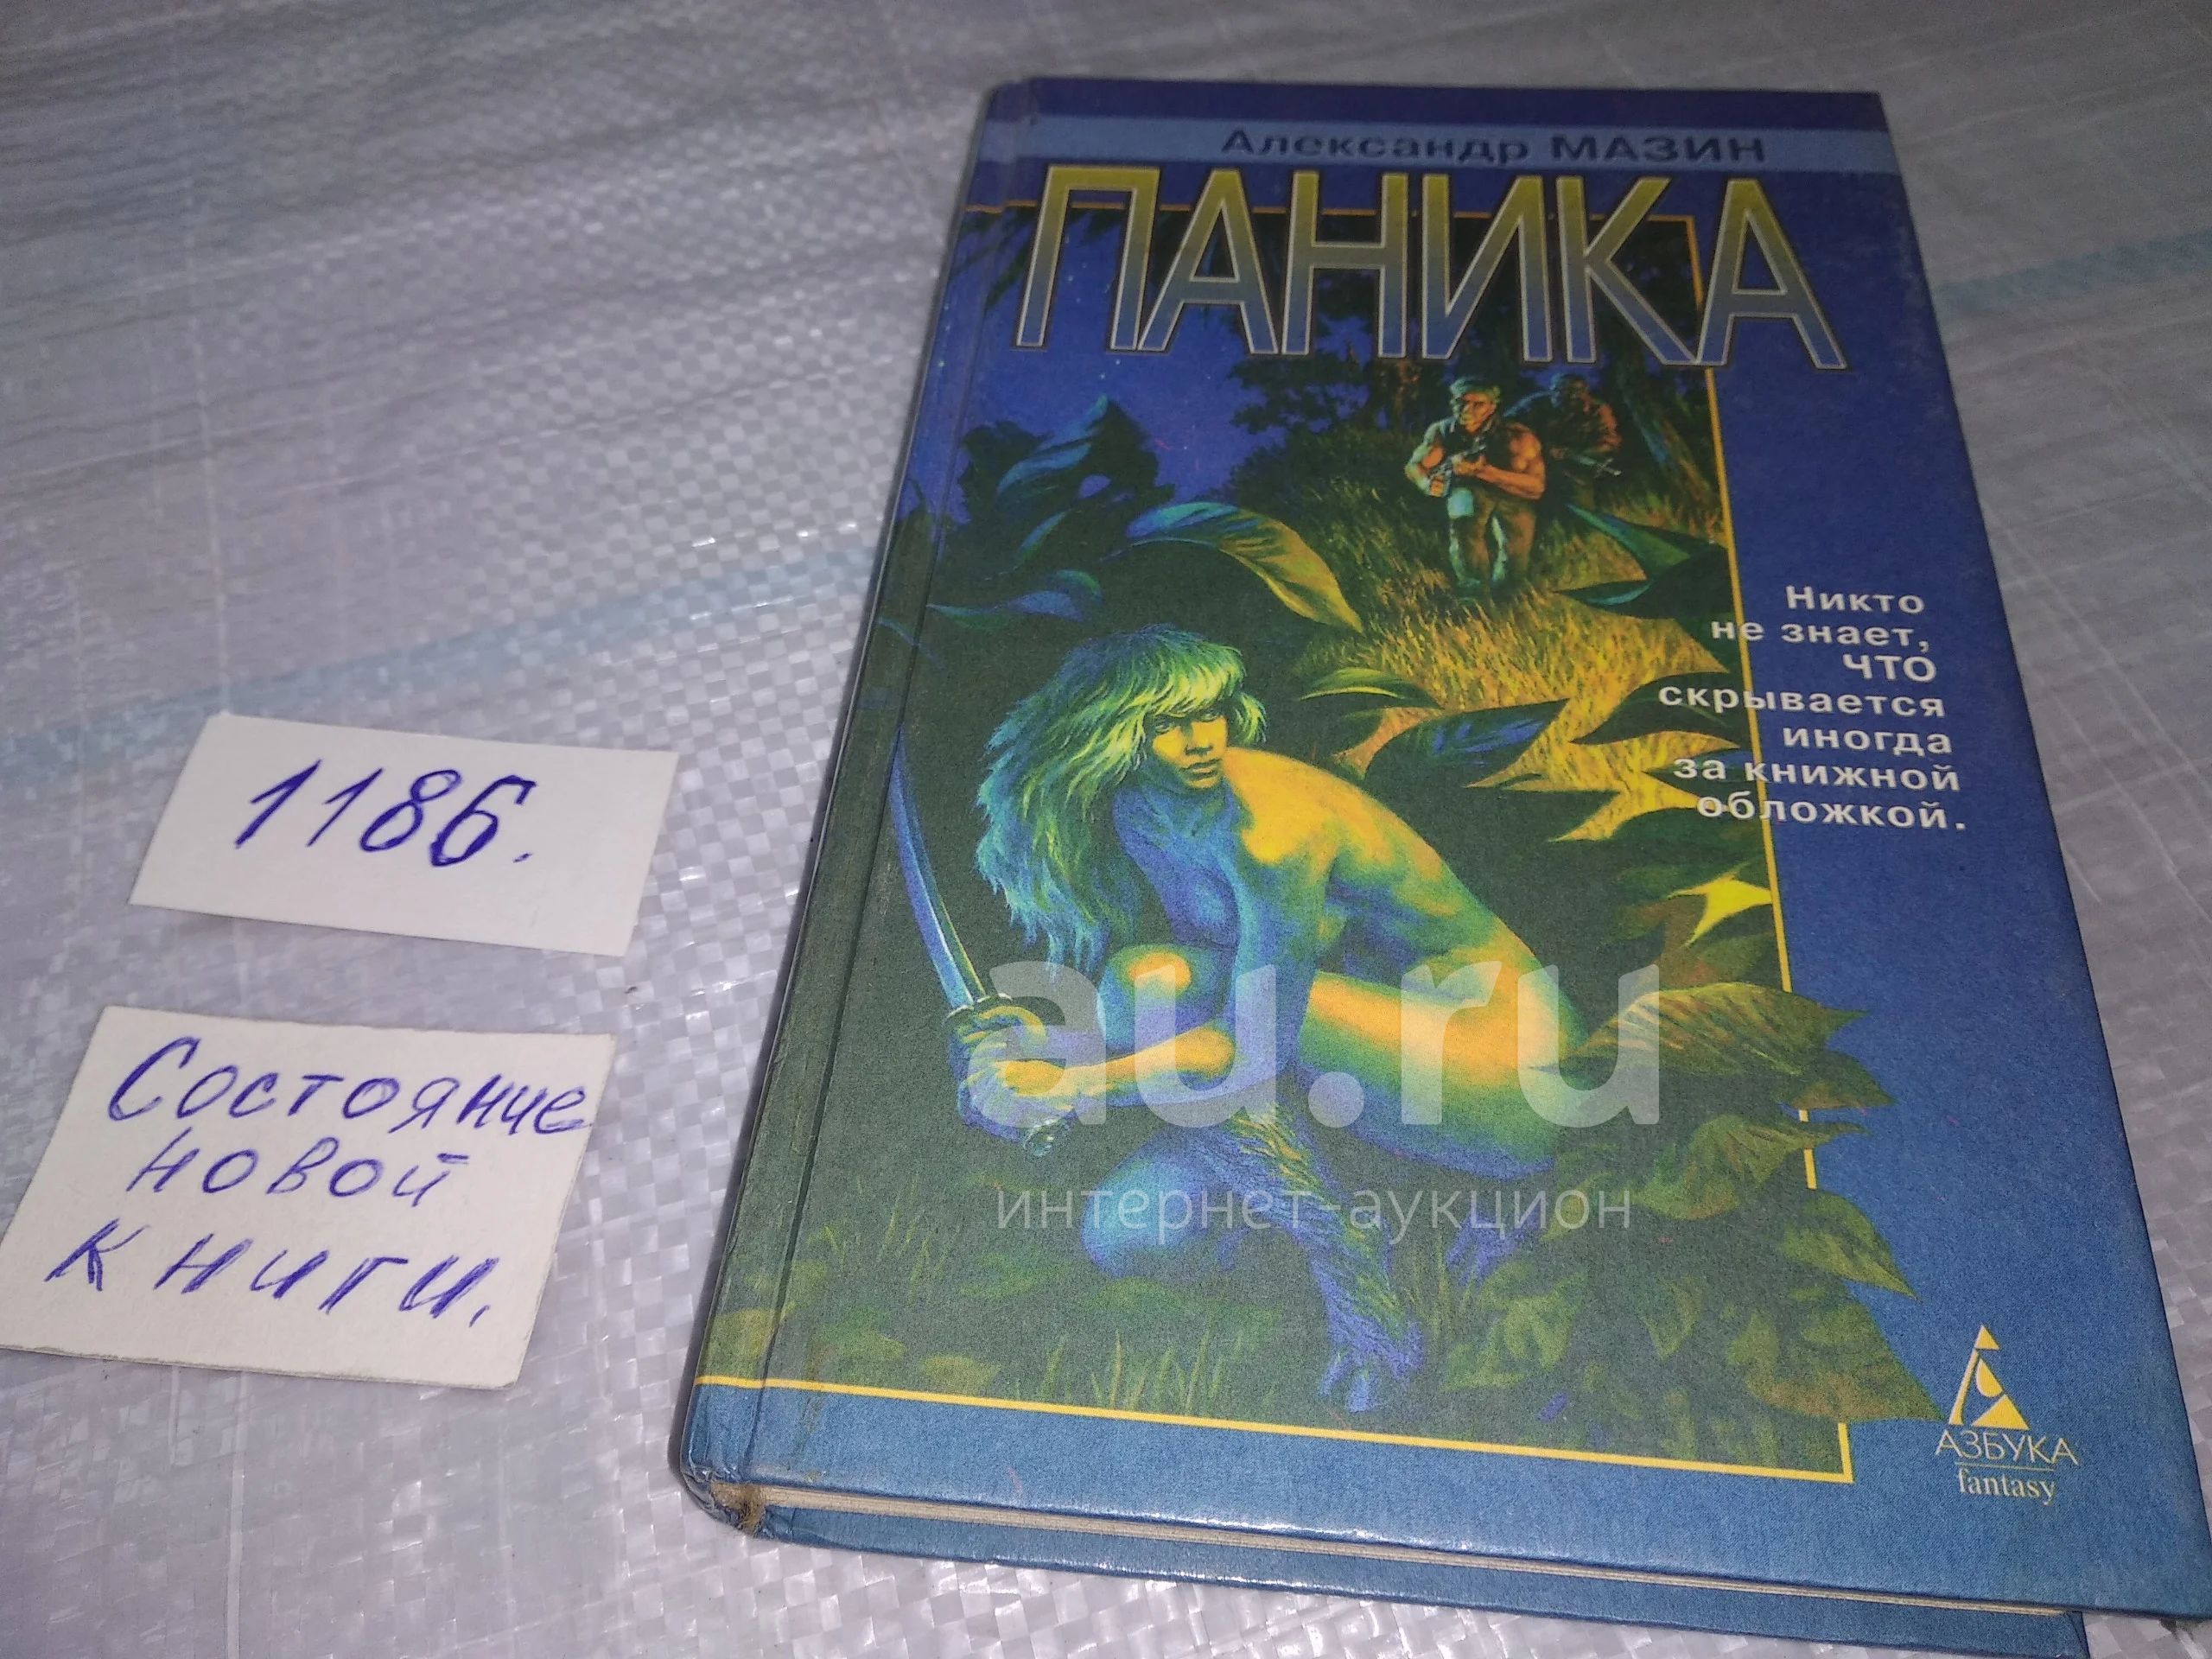 Александр МАЗИН
ПАНИКА
Никто
не знает,
ЧТО
скрывается
иногда
за книжной
обложкой.
1186.
Состояние
новой
книги.
au.ru
интернет-аукцион
АЗБУКА
fantasy